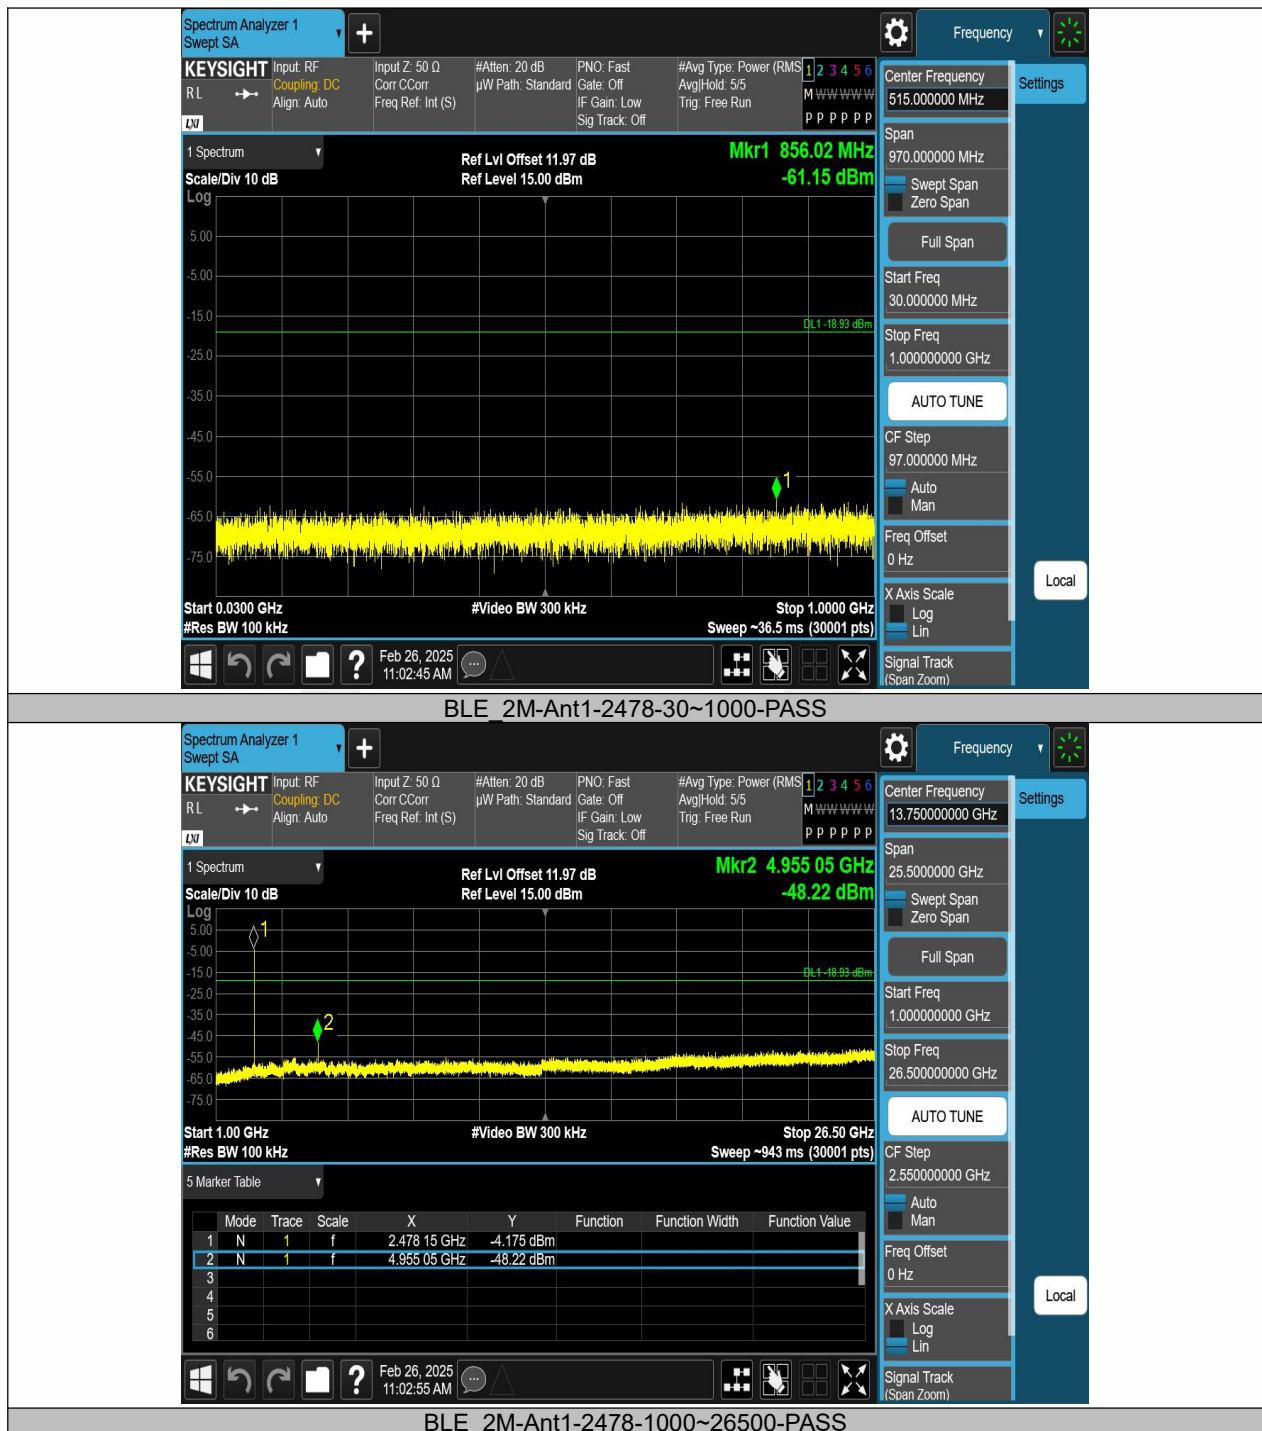 Spectrum Analyzer 1
Swept SA
Frequency
KEYSIGHT
RL
LXI
Input: RF
Coupling: DC
Align: Auto
Input Z: 50 Ω
Corr CCorr
Freq Ref: Int (S)
#Atten: 20 dB
µW Path: Standard
PNO: Fast
Gate: Off
IF Gain: Low
Sig Track: Off
#Avg Type: Power (RMS
Avg|Hold: 5/5
Trig: Free Run
1 2 3 4 5 6
M W W W W W
P P P P P P
1 Spectrum
Scale/Div 10 dB
Log
Ref Lvl Offset 11.97 dB
Ref Level 15.00 dBm
Mkr1 856.02 MHz
-61.15 dBm
5.00
-5.00
-15.0
DL1 -18.93 dBm
-25.0
-35.0
-45.0
-55.0
1
-65.0
-75.0
Start 0.0300 GHz
#Video BW 300 kHz
Stop 1.0000 GHz
#Res BW 100 kHz
Sweep ~36.5 ms (30001 pts)
Feb 26, 2025
11:02:45 AM
Center Frequency
515.000000 MHz
Settings
Span
970.000000 MHz
Swept Span
Zero Span
Full Span
Start Freq
30.000000 MHz
Stop Freq
1.000000000 GHz
AUTO TUNE
CF Step
97.000000 MHz
Auto
Man
Freq Offset
0 Hz
Local
X Axis Scale
Log
Lin
Signal Track
(Span Zoom)
BLE_2M-Ant1-2478-30~1000-PASS
Spectrum Analyzer 1
Swept SA
Frequency
KEYSIGHT
RL
LXI
Input: RF
Coupling: DC
Align: Auto
Input Z: 50 Ω
Corr CCorr
Freq Ref: Int (S)
#Atten: 20 dB
µW Path: Standard
PNO: Fast
Gate: Off
IF Gain: Low
Sig Track: Off
#Avg Type: Power (RMS
Avg|Hold: 5/5
Trig: Free Run
1 2 3 4 5 6
M W W W W W
P P P P P P
1 Spectrum
Scale/Div 10 dB
Log
Ref Lvl Offset 11.97 dB
Ref Level 15.00 dBm
Mkr2 4.955 05 GHz
-48.22 dBm
5.00
1
-5.00
-15.0
DL1 -18.93 dBm
-25.0
-35.0
2
-45.0
-55.0
-65.0
-75.0
Start 1.00 GHz
#Video BW 300 kHz
Stop 26.50 GHz
#Res BW 100 kHz
Sweep ~943 ms (30001 pts)
5 Marker Table
Mode Trace Scale X Y Function Function Width Function Value
1 N 1 f 2.478 15 GHz -4.175 dBm
2 N 1 f 4.955 05 GHz -48.22 dBm
3
4
5
6
Feb 26, 2025
11:02:55 AM
Center Frequency
13.750000000 GHz
Settings
Span
25.5000000 GHz
Swept Span
Zero Span
Full Span
Start Freq
1.000000000 GHz
Stop Freq
26.500000000 GHz
AUTO TUNE
CF Step
2.550000000 GHz
Auto
Man
Freq Offset
0 Hz
Local
X Axis Scale
Log
Lin
Signal Track
(Span Zoom)
BLE_2M-Ant1-2478-1000~26500-PASS